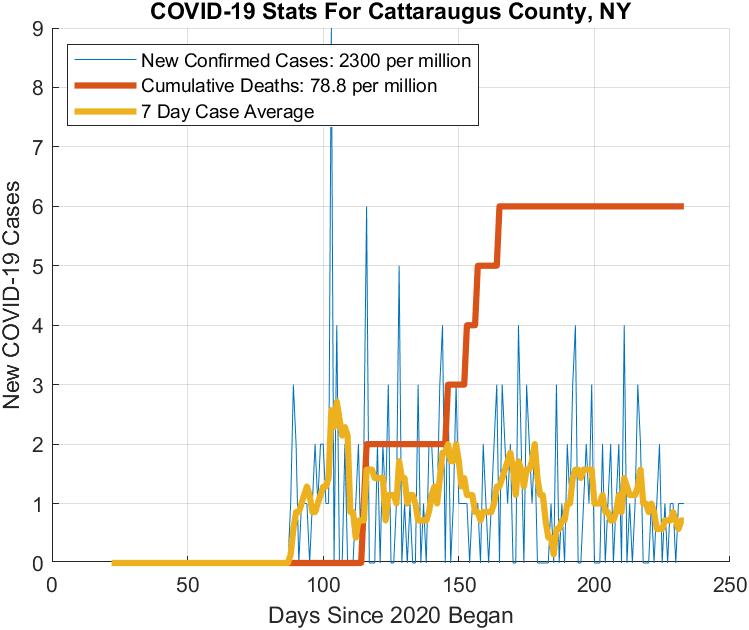 COVID-19 Stats For Cattaraugus County, NY
New Confirmed Cases: 2300 per million
Cumulative Deaths: 78.8 per million
7 Day Case Average
New COVID-19 Cases
9
8
7
6
5
4
3
2
1
0
0 50 100 150 200 250
Days Since 2020 Began